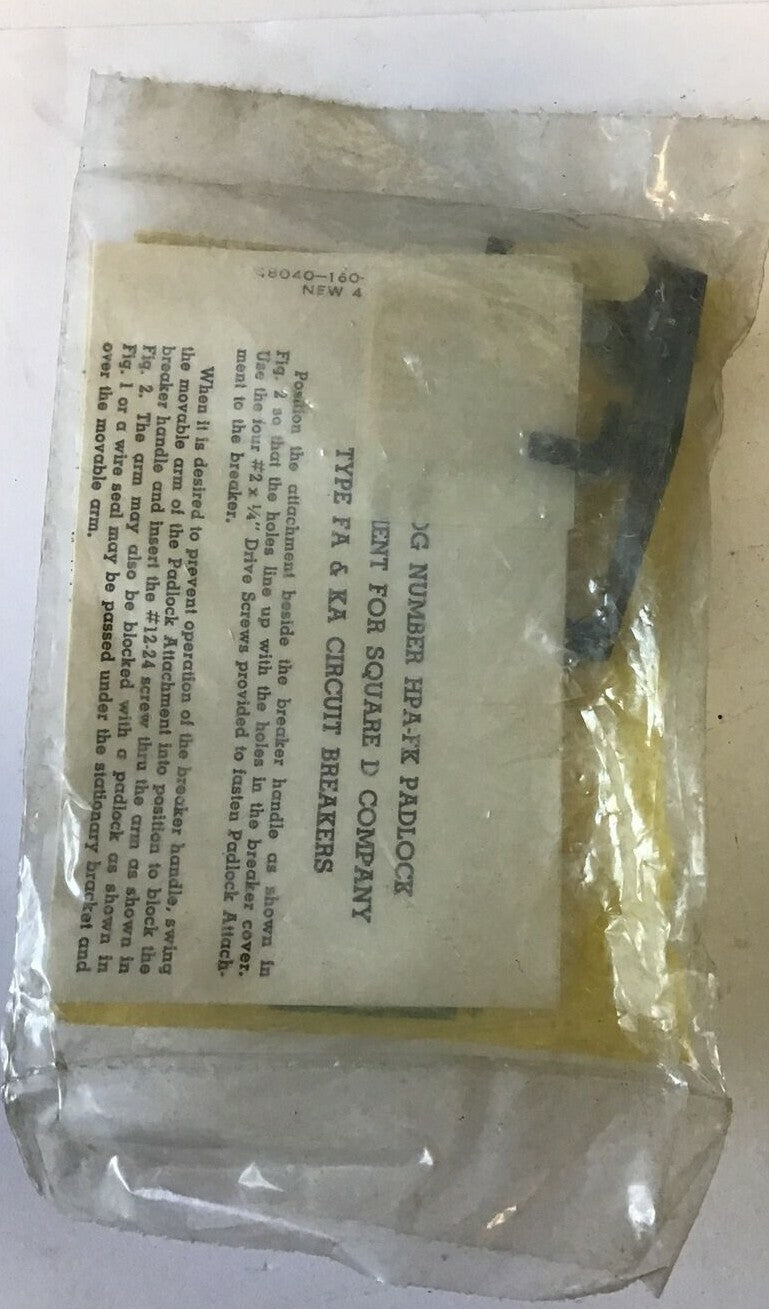 OG NUMBER HPA-FK PADLOCK
ENT FOR SQUARE D COMPANY
TYPE FA & KA CIRCUIT BREAKERS
Position the attachment beside the breaker handle as shown in
Fig. 2 so that the holes line up with the holes in the breaker cover.
Use the four #2 x ¼" Drive Screws provided to fasten Padlock Attach-
ment to the breaker.
When it is desired to prevent operation of the breaker handle, swing
the movable arm of the Padlock Attachment into position to block the
breaker handle and insert the #12-24 screw thru the arm as shown in
Fig. 2. The arm may also be blocked with a padlock as shown in
Fig. 1 or a wire seal may be passed under the stationary bracket and
over the movable arm.
8040-160-
NEW 4